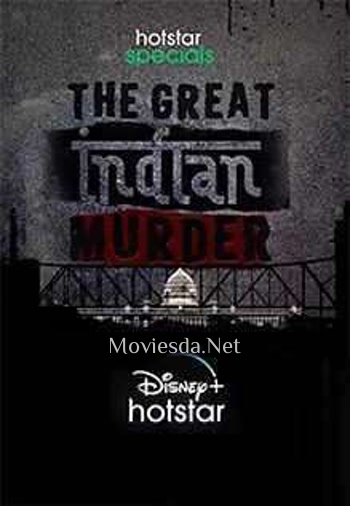 hotstar
specials
THE GREAT
indian
MURDER
Moviesda.Net
Disney+
hotstar